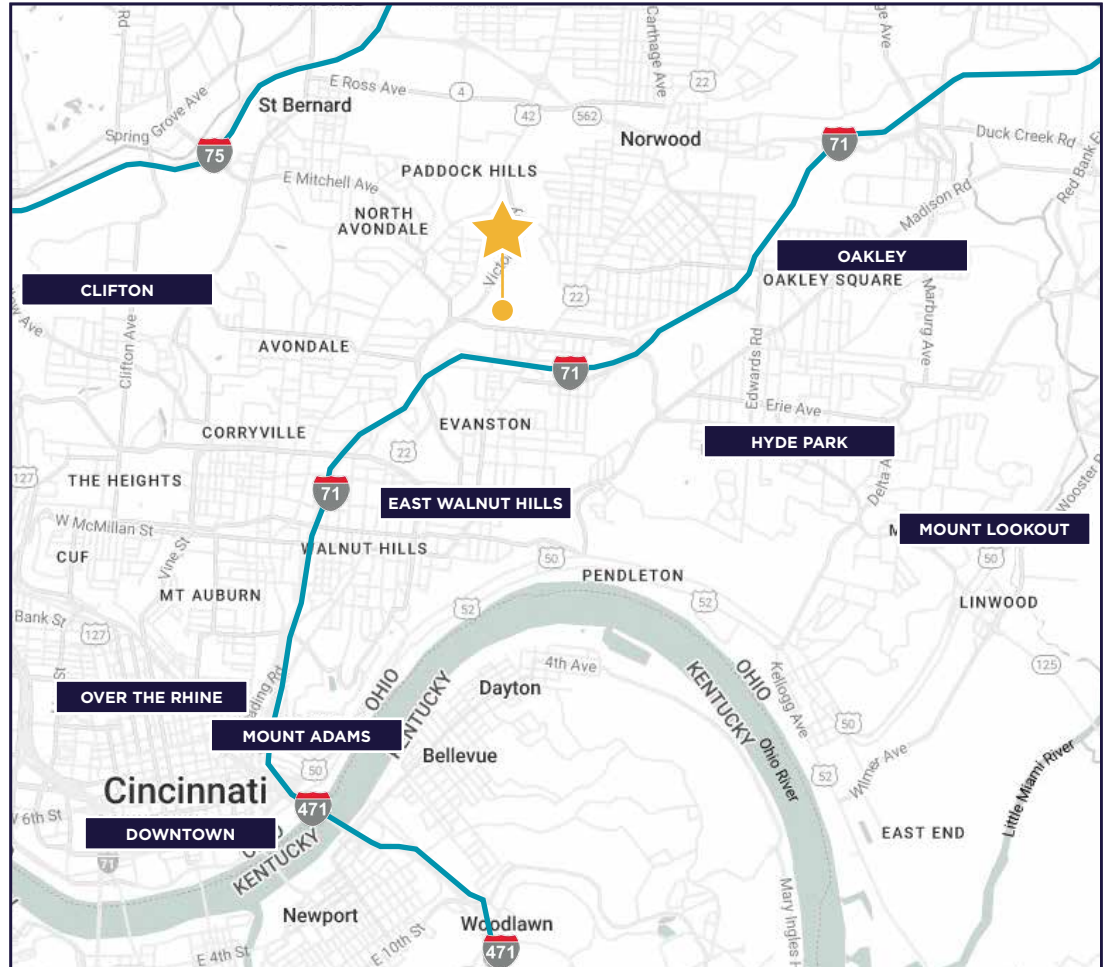 Rd
Carthage Ave
ge Ave
E Ross Ave
4
22
St Bernard
42
562
Spring Grove Ave
Norwood
71
Duck Creek Rd
75
Red Bank E
E Mitchell Ave
PADDOCK HILLS
Madison Rd
NORTH
AVONDALE
Victor
OAKLEY
CLIFTON
OAKLEY SQUARE
22
Marburg Ave
Clifton Ave
AVONDALE
71
Edwards Rd
Erie Ave
EVANSTON
CORRYVILLE
HYDE PARK
22
127
THE HEIGHTS
71
EAST WALNUT HILLS
Delta A
Wooster
W McMillan St
MOUNT LOOKOUT
WALNUT HILLS
50
50
CUF
Vine St
PENDLETON
MT AUBURN
52
52
LINWOOD
Bank St
127
125
4th Ave
OHIO
KENTUCKY
OHIO
KENTUCKY
Kellogg Ave
Dayton
OVER THE RHINE
ading Rd
MOUNT ADAMS
50
Bellevue
Ohio River
50
Little Miami River
Cincinnati
471
52
Wilmer Ave
6th St
DOWNTOWN
EAST END
71
KENTUCKY
Mary Ingles H
Newport
Woodlawn
E 4th St
E 10th St
471